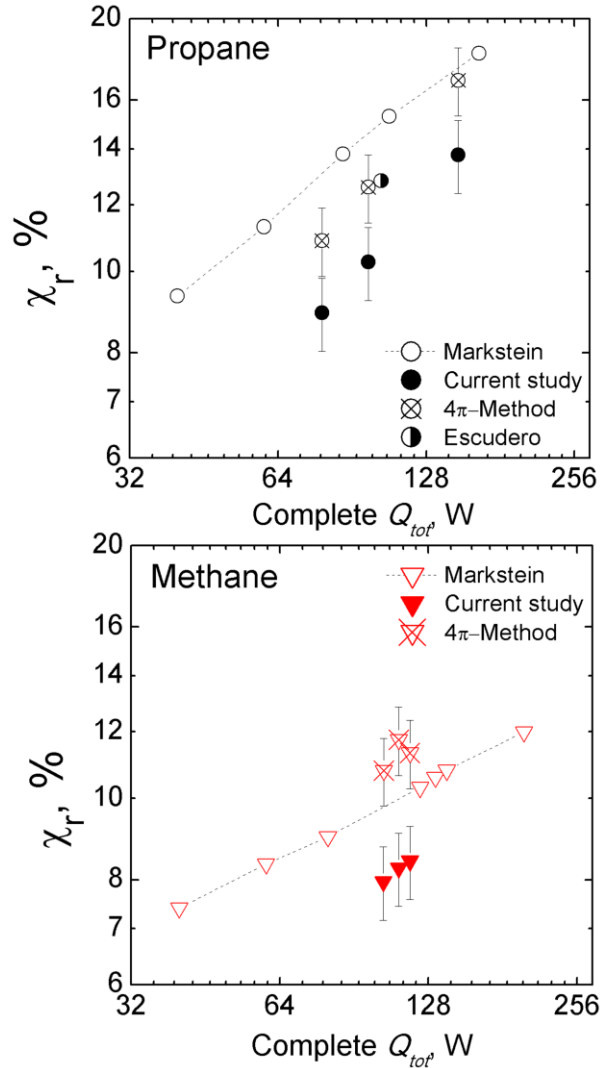 20
Propane
16
14
12
10
8
7
6
χr, %
Markstein
Current study
4π–Method
Escudero
32
64
128
256
Complete Qtot, W
20
Methane
16
14
12
10
8
7
6
χr, %
Markstein
Current study
4π–Method
32
64
128
256
Complete Qtot, W